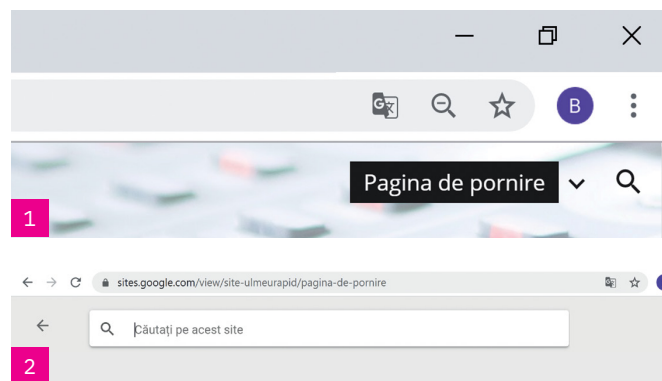 B
Pagina de pornire
1
sites.google.com/view/site-ulmeurapid/pagina-de-pornire
Căutați pe acest site
2